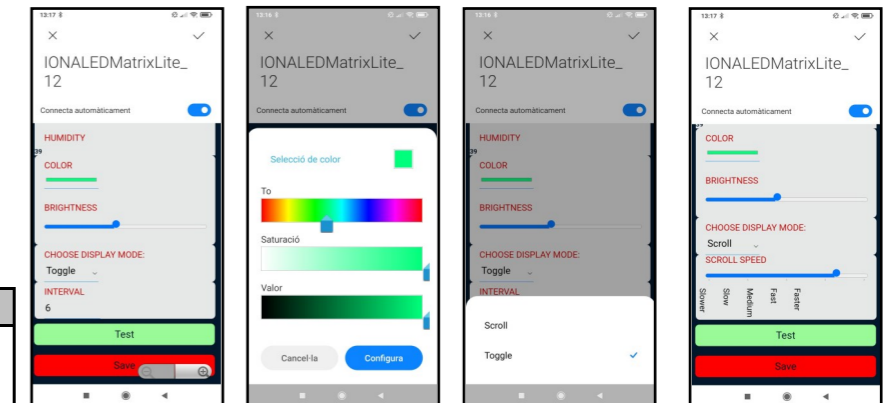 13:17
IONALEDMatrixLite_
12
Connecta automàticament
HUMIDITY
39
COLOR
BRIGHTNESS
CHOOSE DISPLAY MODE:
Toggle
INTERVAL
6
Test
Save
13:16
IONALEDMatrixLite_
12
Connecta automàticament
Selecció de color
To
Saturació
Valor
Cancel·la
Configura
13:16
IONALEDMatrixLite_
12
Connecta automàticament
HUMIDITY
39
COLOR
BRIGHTNESS
CHOOSE DISPLAY MODE:
Toggle
INTERVAL
Scroll
Toggle
13:17
IONALEDMatrixLite_
12
Connecta automàticament
COLOR
BRIGHTNESS
CHOOSE DISPLAY MODE:
Scroll
SCROLL SPEED
Slower
Slow
Medium
Fast
Faster
Test
Save